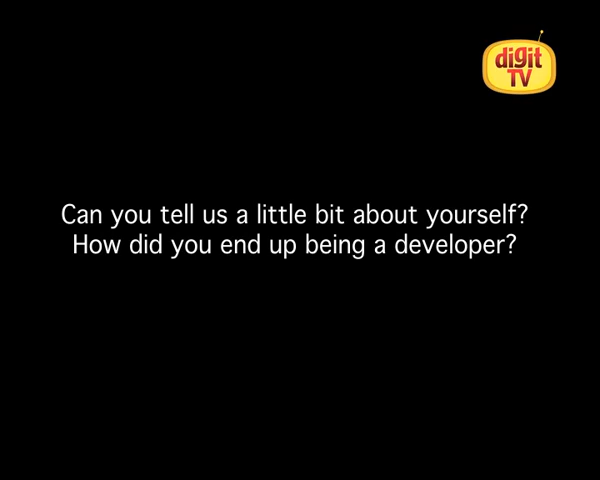 digit
TV
Can you tell us a little bit about yourself?
How did you end up being a developer?